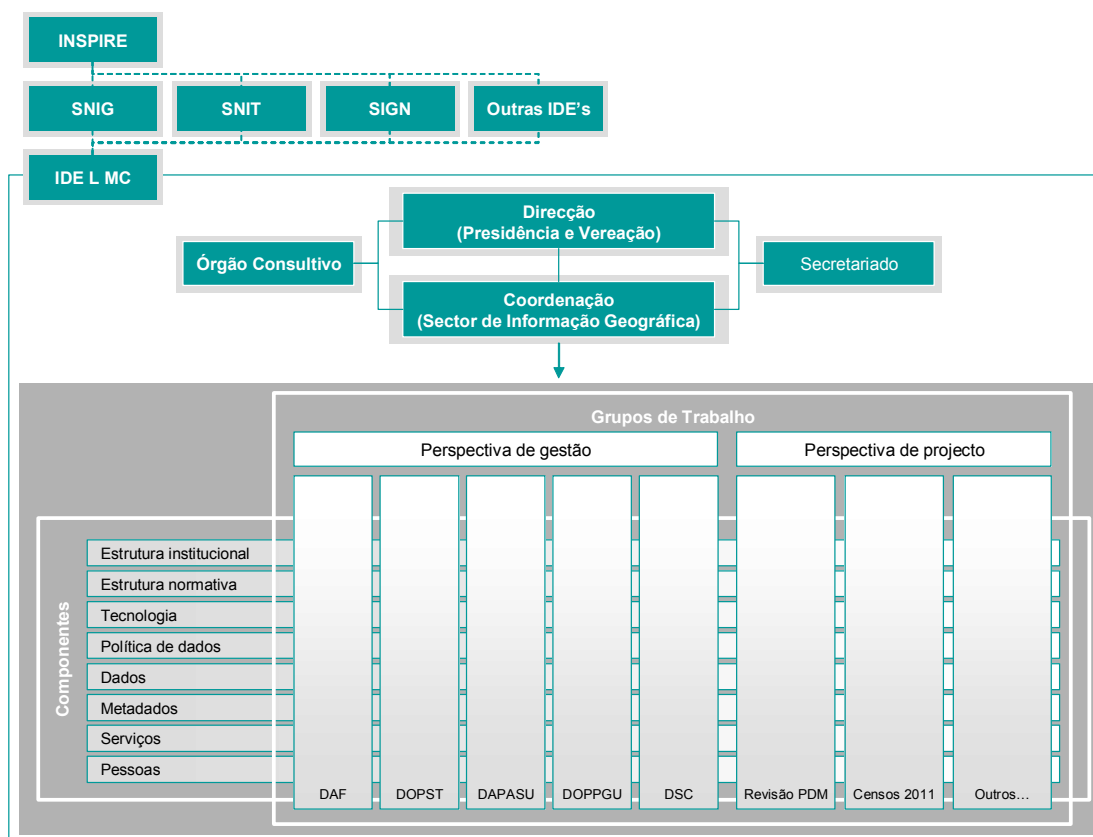 INSPIRE
SNIG
SNIT
SIGN
Outras IDE's
IDE L MC
Direcção
(Presidência e Vereação)
Órgão Consultivo
Secretariado
Coordenação
(Sector de Informação Geográfica)
Grupos de Trabalho
Perspectiva de gestão
Perspectiva de projecto
Componentes
Estrutura institucional
Estrutura normativa
Tecnologia
Política de dados
Dados
Metadados
Serviços
Pessoas
DAF
DOPST
DAPASU
DOPPGU
DSC
Revisão PDM
Censos 2011
Outros...